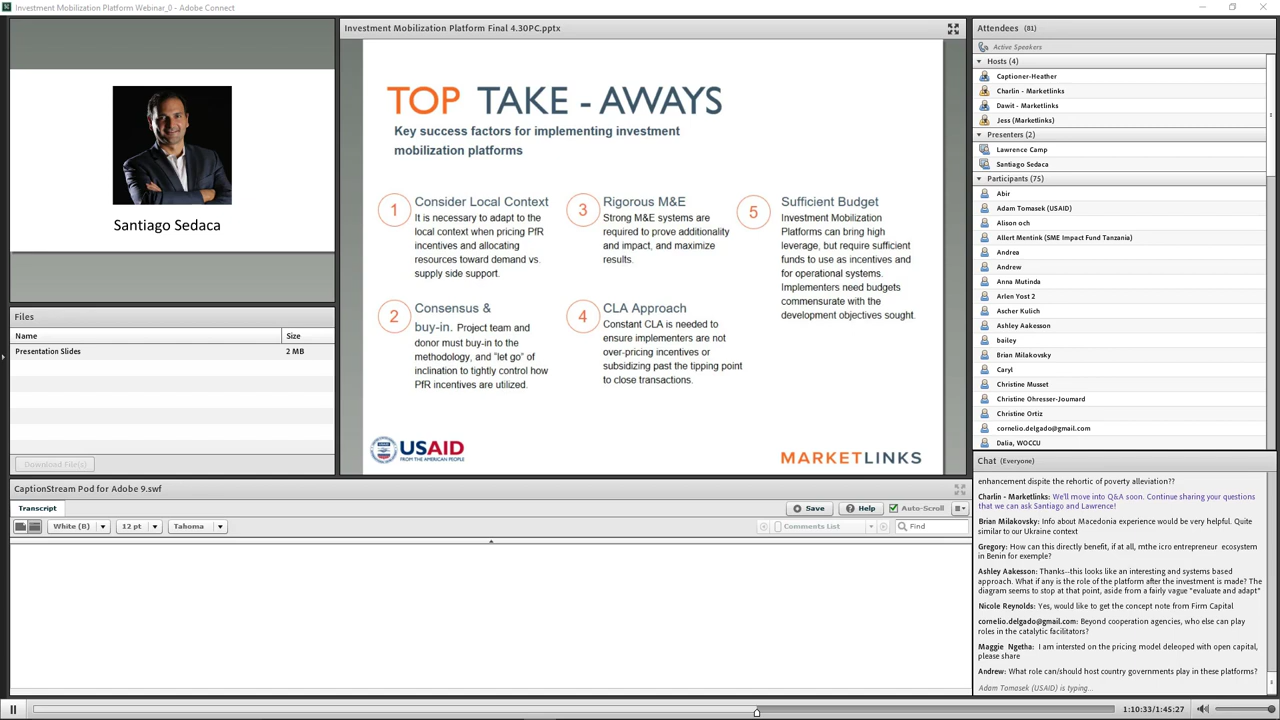 Investment Mobilization Platform Webinar_0 - Adobe Connect
Santiago Sedaca
Files
Name Size
Presentation Slides 2 MB
Download File(s)
Investment Mobilization Platform Final 4.30PC.pptx
TOP TAKE - AWAYS
Key success factors for implementing investment
mobilization platforms
1 Consider Local Context
It is necessary to adapt to the
local context when pricing PfR
incentives and allocating
resources toward demand vs.
supply side support.
2 Consensus &
buy-in. Project team and
donor must buy-in to the
methodology, and "let go" of
inclination to tightly control how
PfR incentives are utilized.
3 Rigorous M&E
Strong M&E systems are
required to prove additionality
and impact, and maximize
results.
4 CLA Approach
Constant CLA is needed to
ensure implementers are not
over-pricing incentives or
subsidizing past the tipping point
to close transactions.
5 Sufficient Budget
Investment Mobilization
Platforms can bring high
leverage, but require sufficient
funds to use as incentives and
for operational systems.
Implementers need budgets
commensurate with the
development objectives sought.
USAID
FROM THE AMERICAN PEOPLE
MARKETLINKS
CaptionStream Pod for Adobe 9.swf
Transcript
Save Help Auto-Scroll
White (B) 12 pt Tahoma Comments List Find
Attendees (81)
Active Speakers
Hosts (4)
Captioner-Heather
Charlin - Marketlinks
Dawit - Marketlinks
Jess (Marketlinks)
Presenters (2)
Lawrence Camp
Santiago Sedaca
Participants (75)
Abir
Adam Tomasek (USAID)
Alison och
Allert Mentink (SME Impact Fund Tanzania)
Andrea
Andrew
Anna Mutinda
Arlen Yost 2
Ascher Kulich
Ashley Aakesson
bailey
Brian Milakovsky
Caryl
Christine Musset
Christine Ohresser-Joumard
Christine Ortiz
cornelio.delgado@gmail.com
Dalia, WOCCU
Chat (Everyone)
enhancement dispite the rehortic of poverty alleviation??
Charlin - Marketlinks: We'll move into Q&A soon. Continue sharing your questions
that we can ask Santiago and Lawrence!
Brian Milakovsky: Info about Macedonia experience would be very helpful. Quite
similar to our Ukraine context
Gregory: How can this directly benefit, if at all, mthe icro entrepreneur ecosystem
in Benin for exemple?
Ashley Aakesson: Thanks--this looks like an interesting and systems based
approach. What if any is the role of the platform after the investment is made? The
diagram seems to stop at that point, aside from a fairly vague "evaluate and adapt"
Nicole Reynolds: Yes, would like to get the concept note from Firm Capital
cornelio.delgado@gmail.com: Beyond cooperation agencies, who else can play
roles in the catalytic facilitators?
Maggie Ngetha: I am intersted on the pricing model deleoped with open capital,
please share
Andrew: What role can/should host country governments play in these platforms?
Adam Tomasek (USAID) is typing...
1:10:33/1:45:27